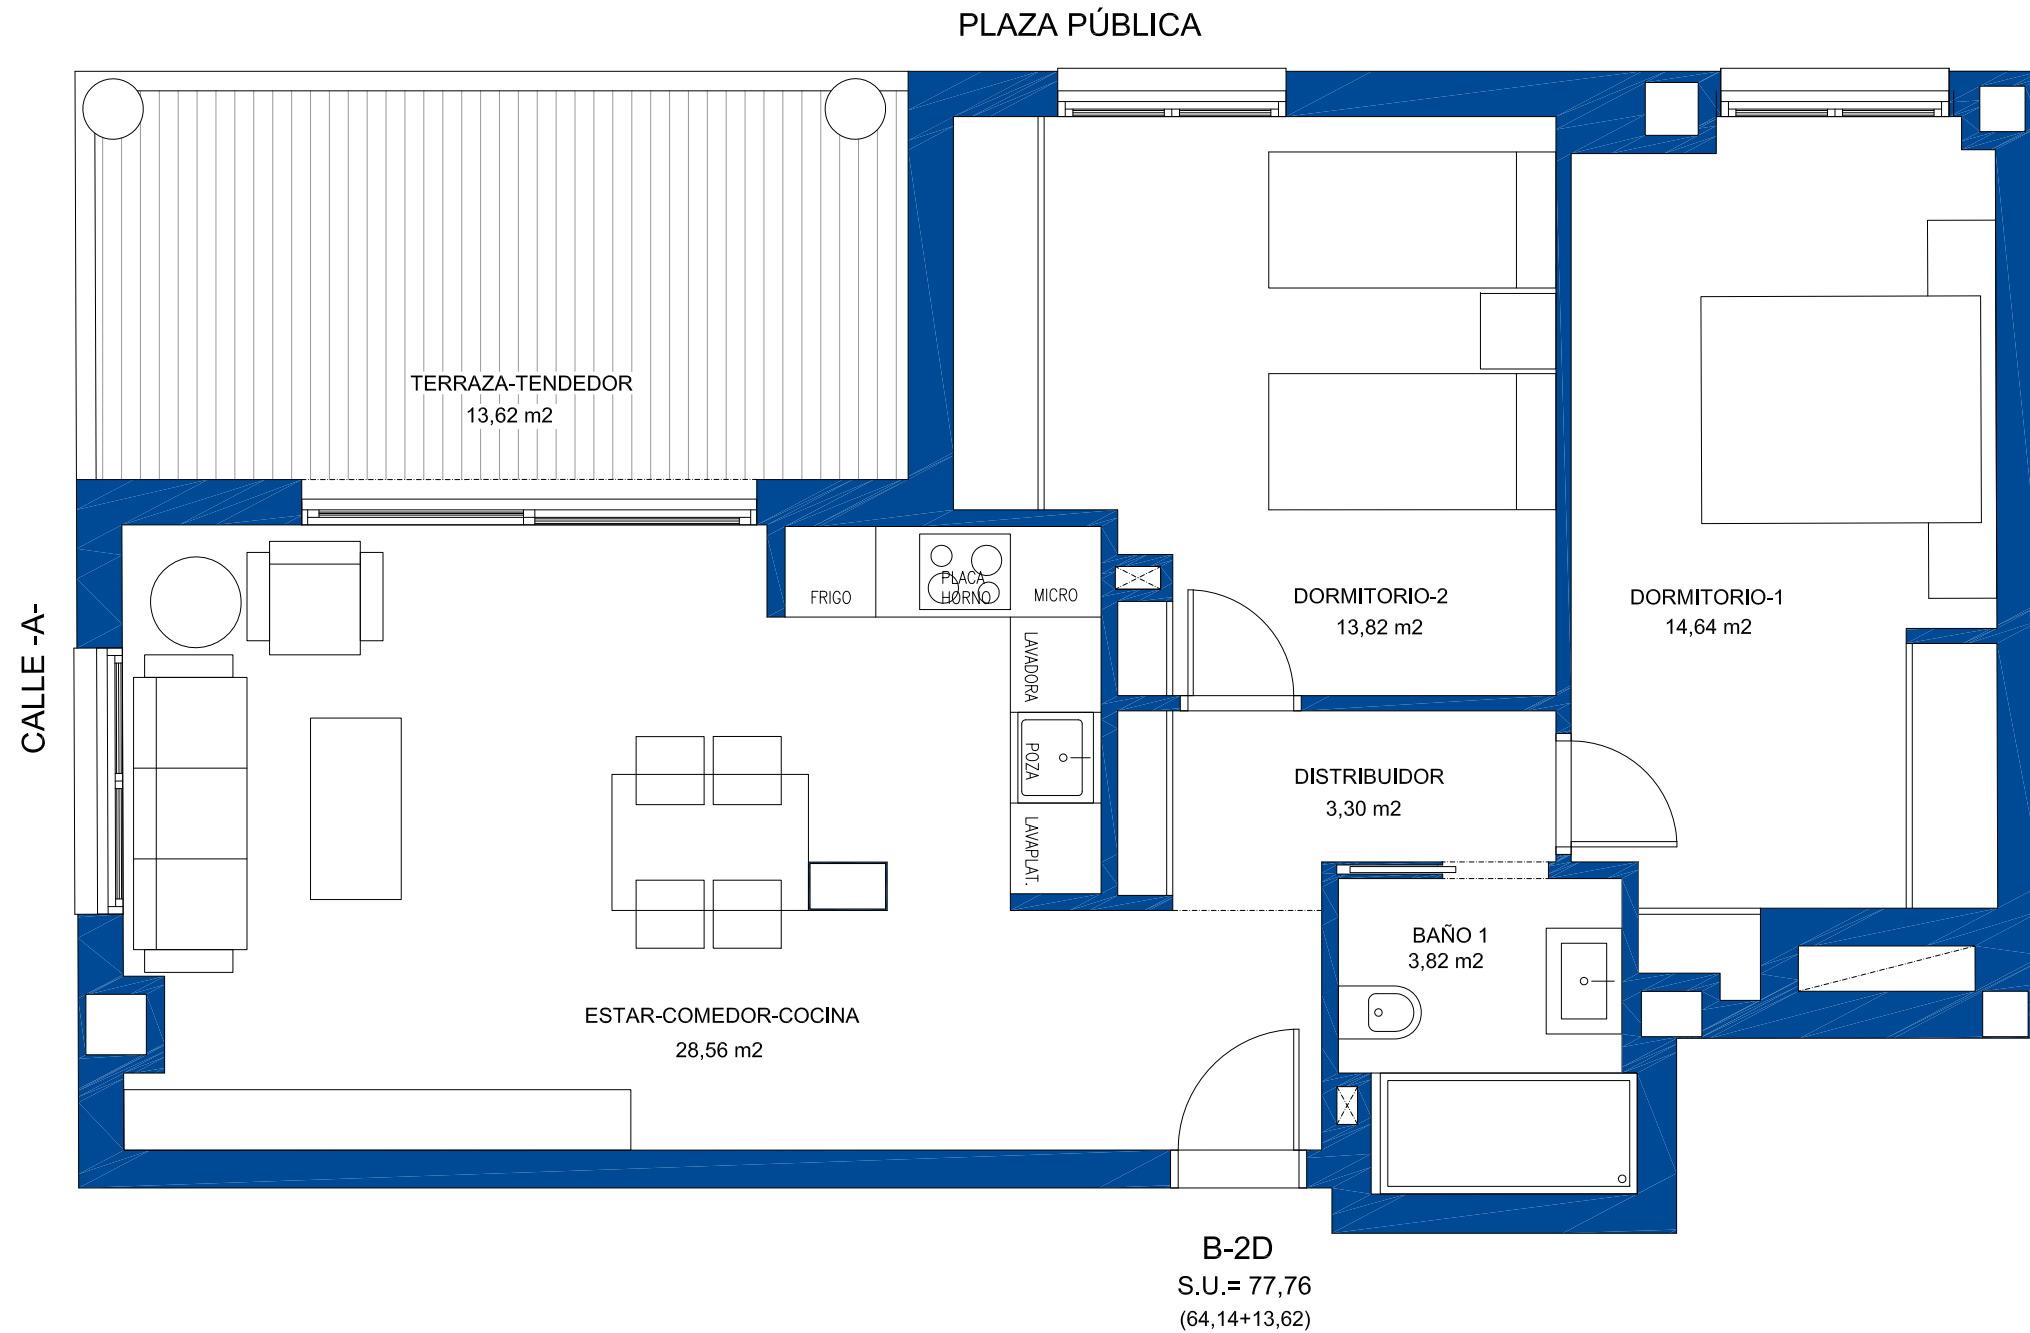 PLAZA PÚBLICA
TERRAZA-TENDEDOR
13,62 m2
CALLE -A-
FRIGO
PLACA
HORNO
MICRO
LAVADORA
POZA
LAVAPLAT.
DORMITORIO-2
13,82 m2
DORMITORIO-1
14,64 m2
DISTRIBUIDOR
3,30 m2
BAÑO 1
3,82 m2
ESTAR-COMEDOR-COCINA
28,56 m2
B-2D
S.U.= 77,76
(64,14+13,62)